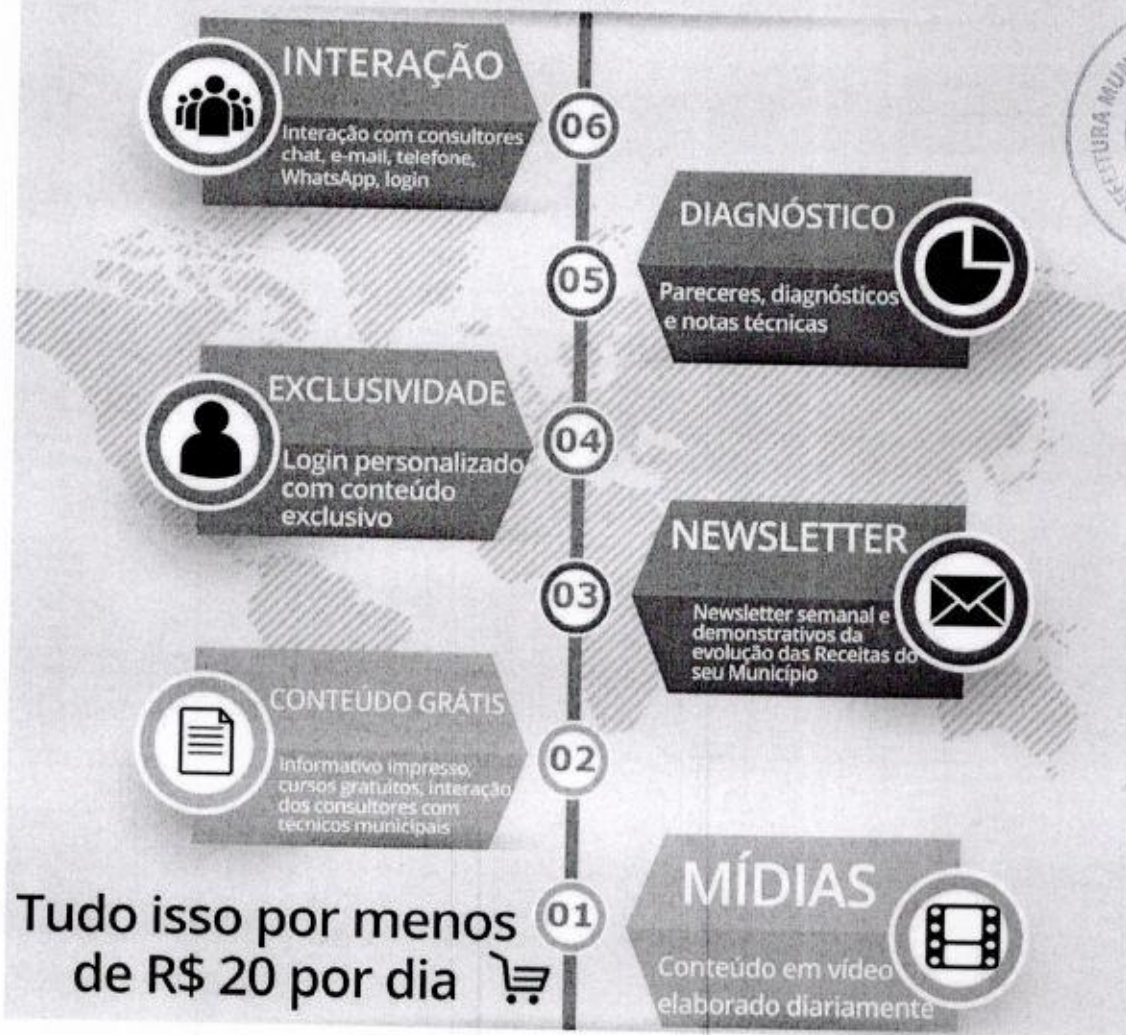 INTERAÇÃO
Interação com consultores
chat, e-mail, telefone,
WhatsApp, login
06
DIAGNÓSTICO
Pareceres, diagnósticos
e notas técnicas
05
EXCLUSIVIDADE
Login personalizado
com conteúdo
exclusivo
04
NEWSLETTER
Newsletter semanal e
demonstrativos da
evolução das Receitas do
seu Município
03
CONTEÚDO GRÁTIS
Informativo impresso,
cursos gratuitos, interação
dos consultores com
técnicos municipais
02
MÍDIAS
Conteúdo em vídeo
elaborado diariamente
01
Tudo isso por menos
de R$ 20 por dia